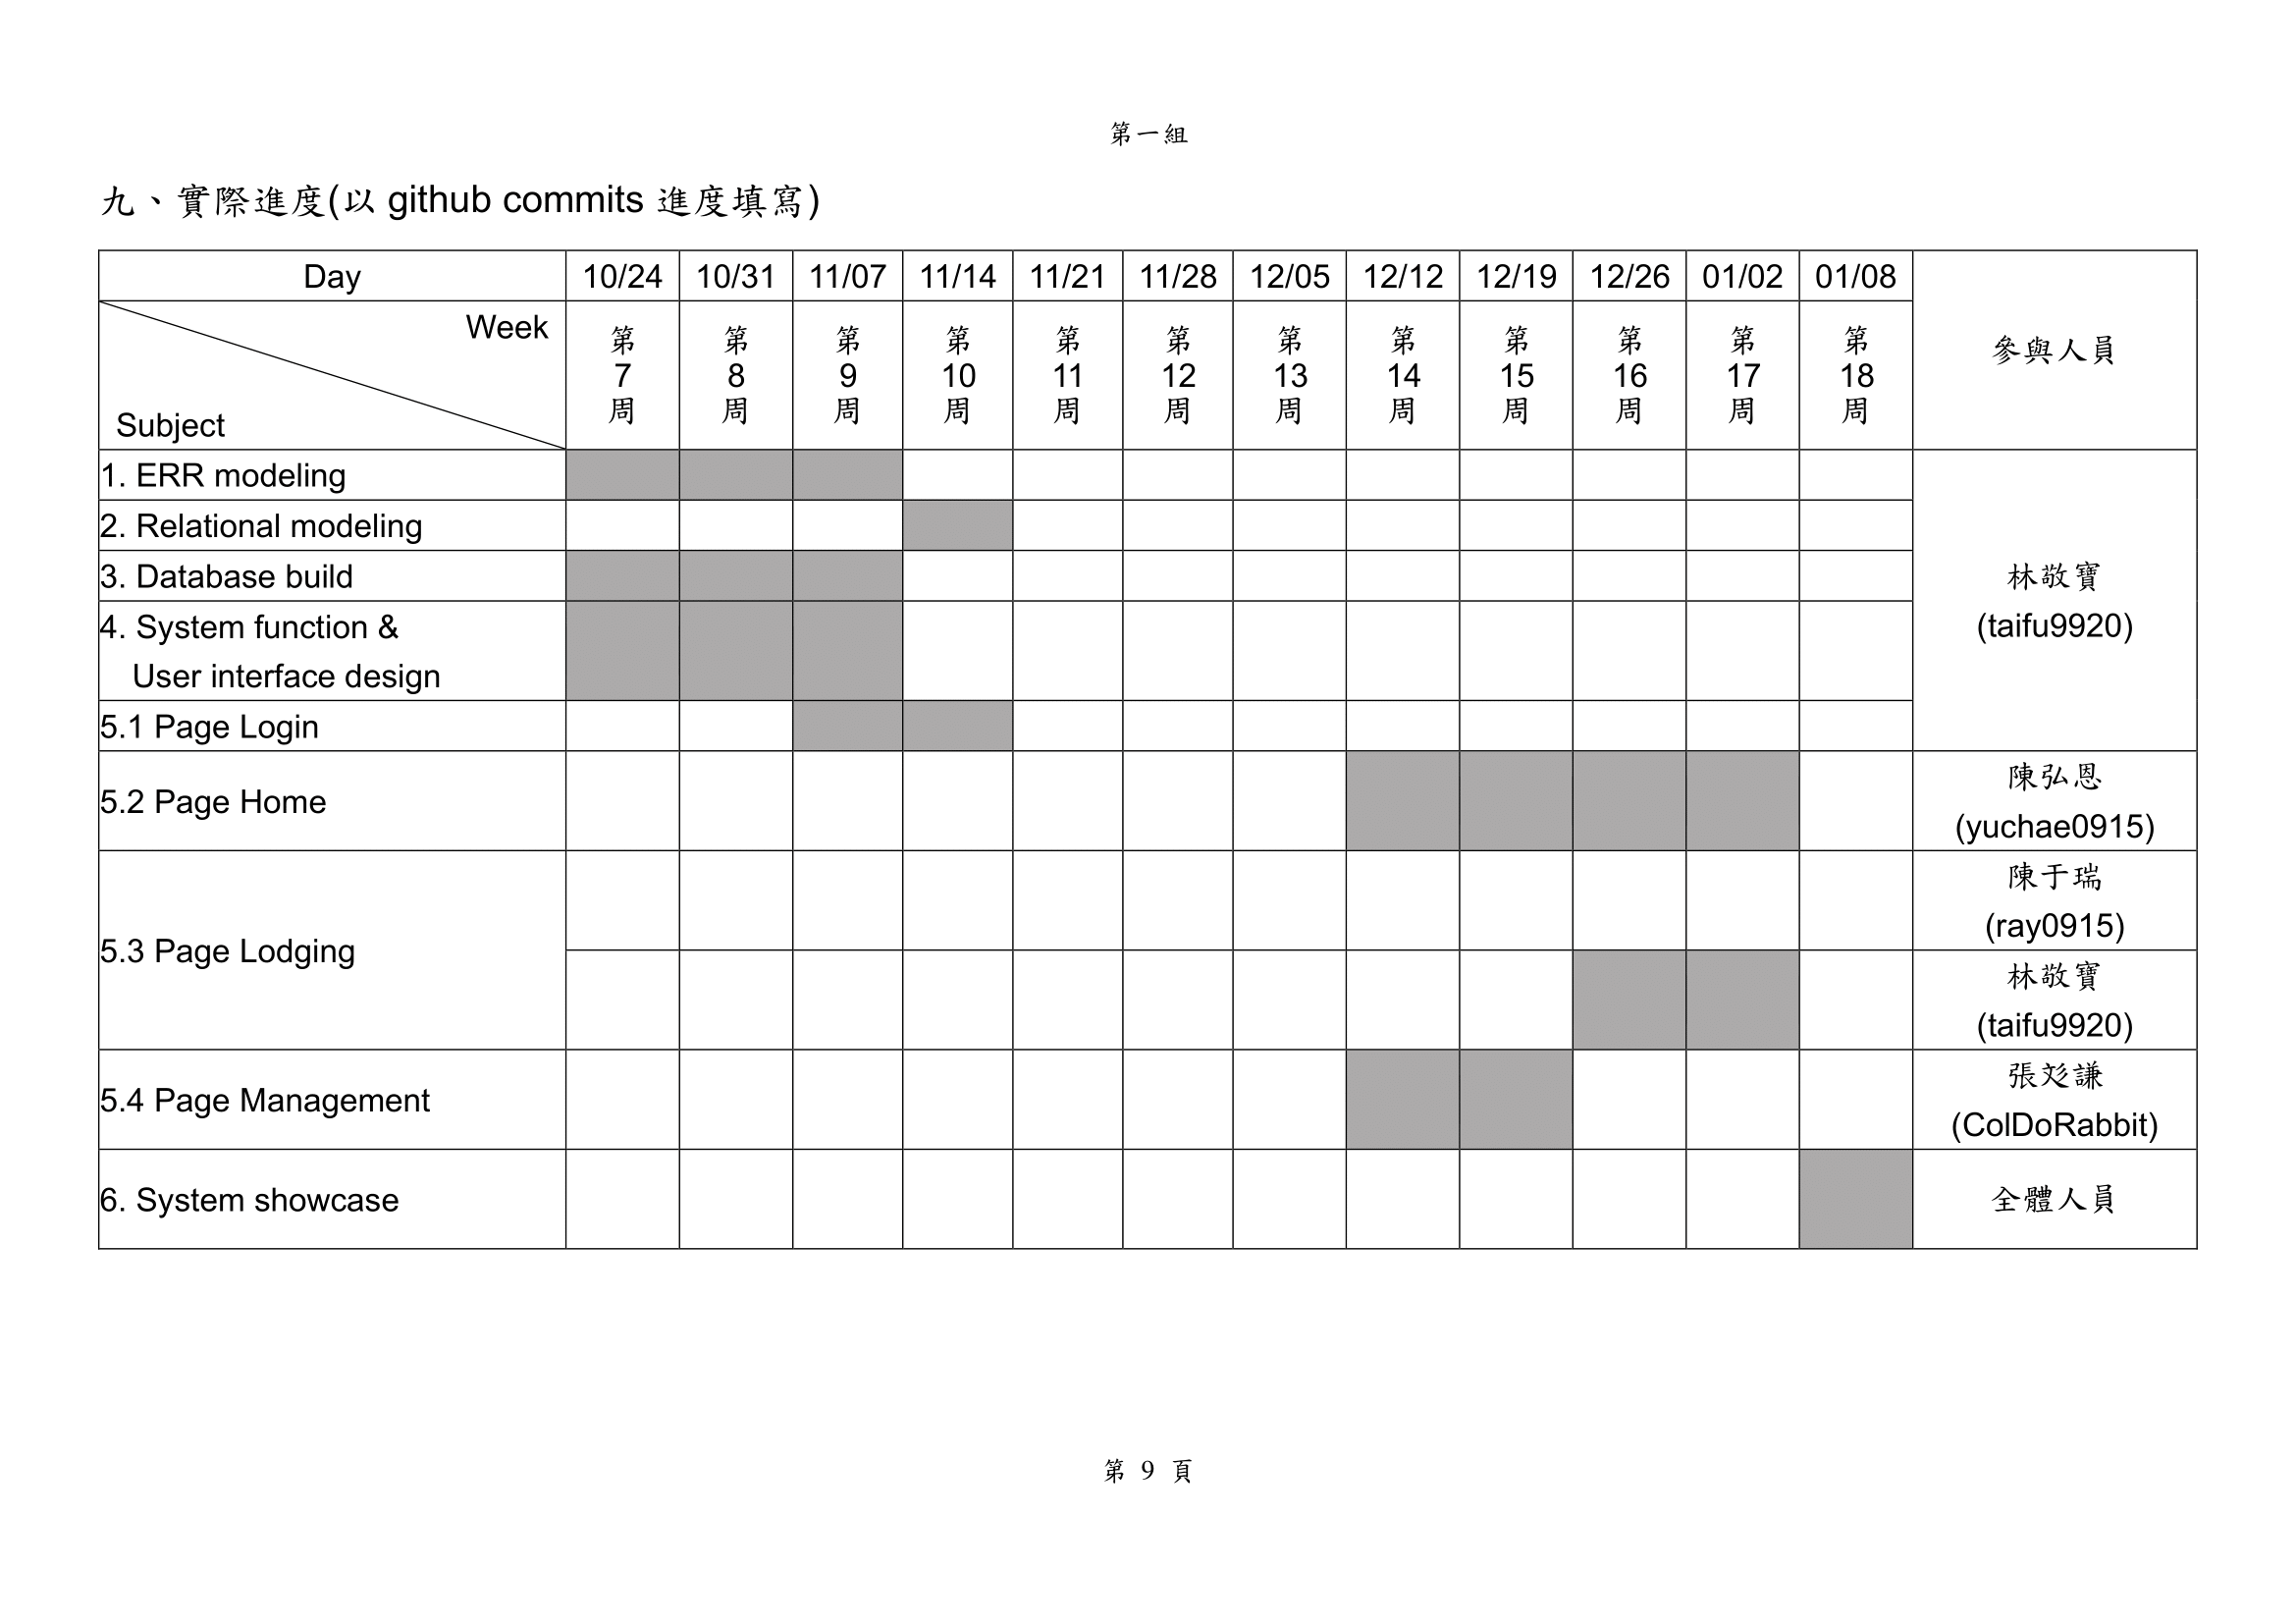 第一組
九、實際進度(以 github commits 進度填寫)
Day 10/24 10/31 11/07 11/14 11/21 11/28 12/05 12/12 12/19 12/26 01/02 01/08 參與人員
Week
Subject
第 7 周
第 8 周
第 9 周
第 10 周
第 11 周
第 12 周
第 13 周
第 14 周
第 15 周
第 16 周
第 17 周
第 18 周
1. ERR modeling
2. Relational modeling
3. Database build
4. System function &
User interface design
5.1 Page Login
林敬寶
(taifu9920)
5.2 Page Home
陳弘恩
(yuchae0915)
5.3 Page Lodging
陳于瑞
(ray0915)
林敬寶
(taifu9920)
5.4 Page Management
張彣謙
(ColDoRabbit)
6. System showcase
全體人員
第 9 頁